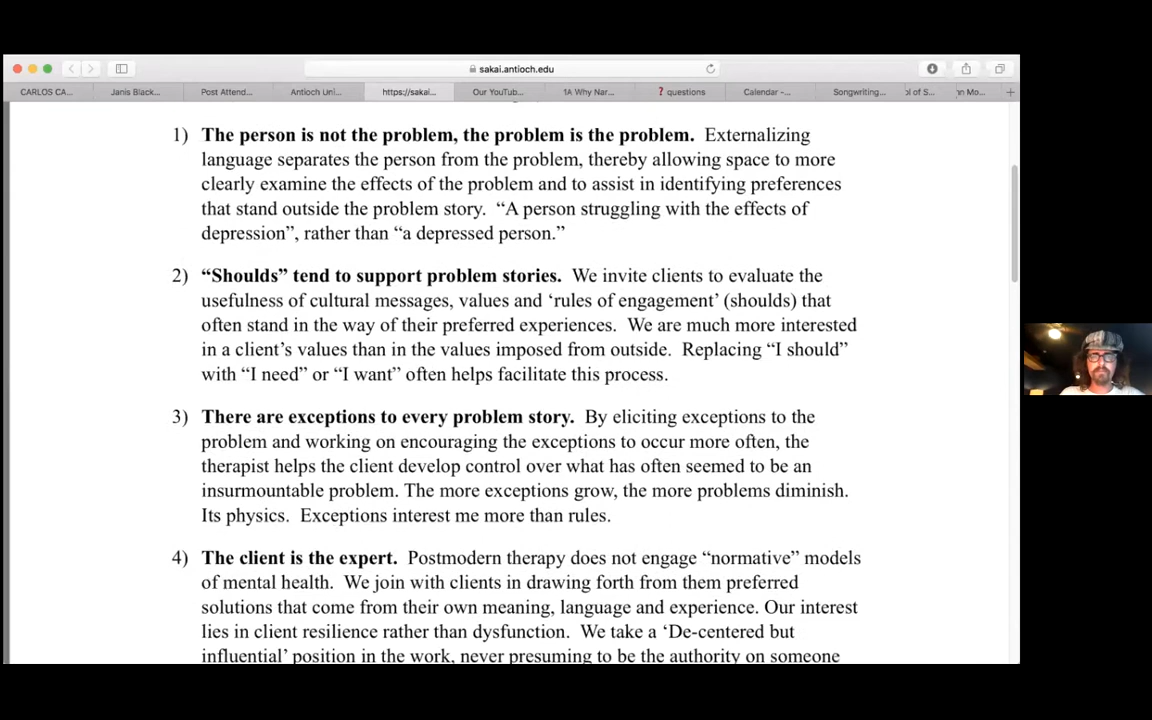 sakai.antioch.edu
CARLOS CA...
Janis Black...
Post Attend...
Antioch Uni...
https://sakai...
Our YouTub...
1A Why Nar...
❓questions
Calendar –...
Songwriting...
ol of S...
nn Mo...
1) The person is not the problem, the problem is the problem. Externalizing
language separates the person from the problem, thereby allowing space to more
clearly examine the effects of the problem and to assist in identifying preferences
that stand outside the problem story. “A person struggling with the effects of
depression”, rather than “a depressed person.”
2) “Shoulds” tend to support problem stories. We invite clients to evaluate the
usefulness of cultural messages, values and ‘rules of engagement’ (shoulds) that
often stand in the way of their preferred experiences. We are much more interested
in a client’s values than in the values imposed from outside. Replacing “I should”
with “I need” or “I want” often helps facilitate this process.
3) There are exceptions to every problem story. By eliciting exceptions to the
problem and working on encouraging the exceptions to occur more often, the
therapist helps the client develop control over what has often seemed to be an
insurmountable problem. The more exceptions grow, the more problems diminish.
Its physics. Exceptions interest me more than rules.
4) The client is the expert. Postmodern therapy does not engage “normative” models
of mental health. We join with clients in drawing forth from them preferred
solutions that come from their own meaning, language and experience. Our interest
lies in client resilience rather than dysfunction. We take a ‘De-centered but
influential’ position in the work, never presuming to be the authority on someone